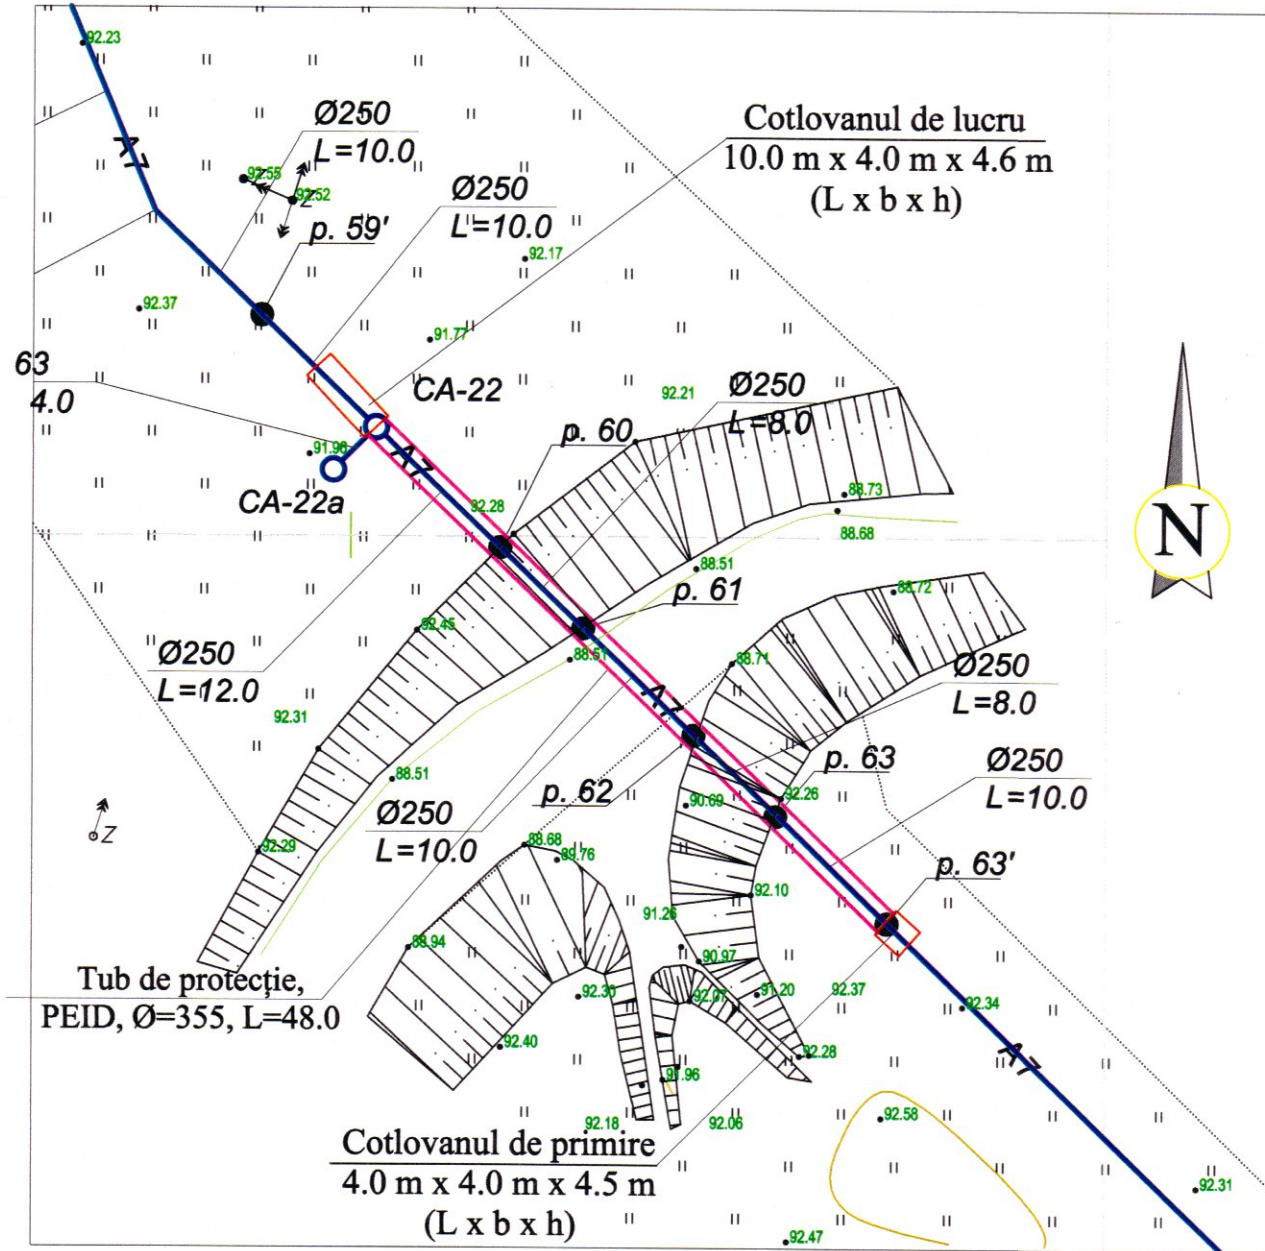 92.23
Ø250
L=10.0
Cotlovanul de lucru
10.0 m x 4.0 m x 4.6 m
(L x b x h)
A7
92.55
92.52
z
Ø250
L=10.0
p. 59'
92.17
92.37
91.77
63
4.0
CA-22
92.21
Ø250
L=8.0
p. 60
91.96
A7
CA-22a
92.28
88.73
88.68
N
88.51
p. 61
88.72
92.45
88.51
88.71
Ø250
L=12.0
Ø250
L=8.0
A7
92.31
88.51
p. 62
p. 63
Ø250
L=10.0
90.69
92.26
Z
Ø250
L=10.0
92.29
88.68
89.76
p. 63'
92.10
91.26
88.94
90.97
Tub de protecție,
PEID, Ø=355, L=48.0
92.30
92.07
91.20
92.37
92.34
92.40
92.28
A7
91.96
92.18
92.06
92.58
Cotlovanul de primire
4.0 m x 4.0 m x 4.5 m
(L x b x h)
92.31
92.47